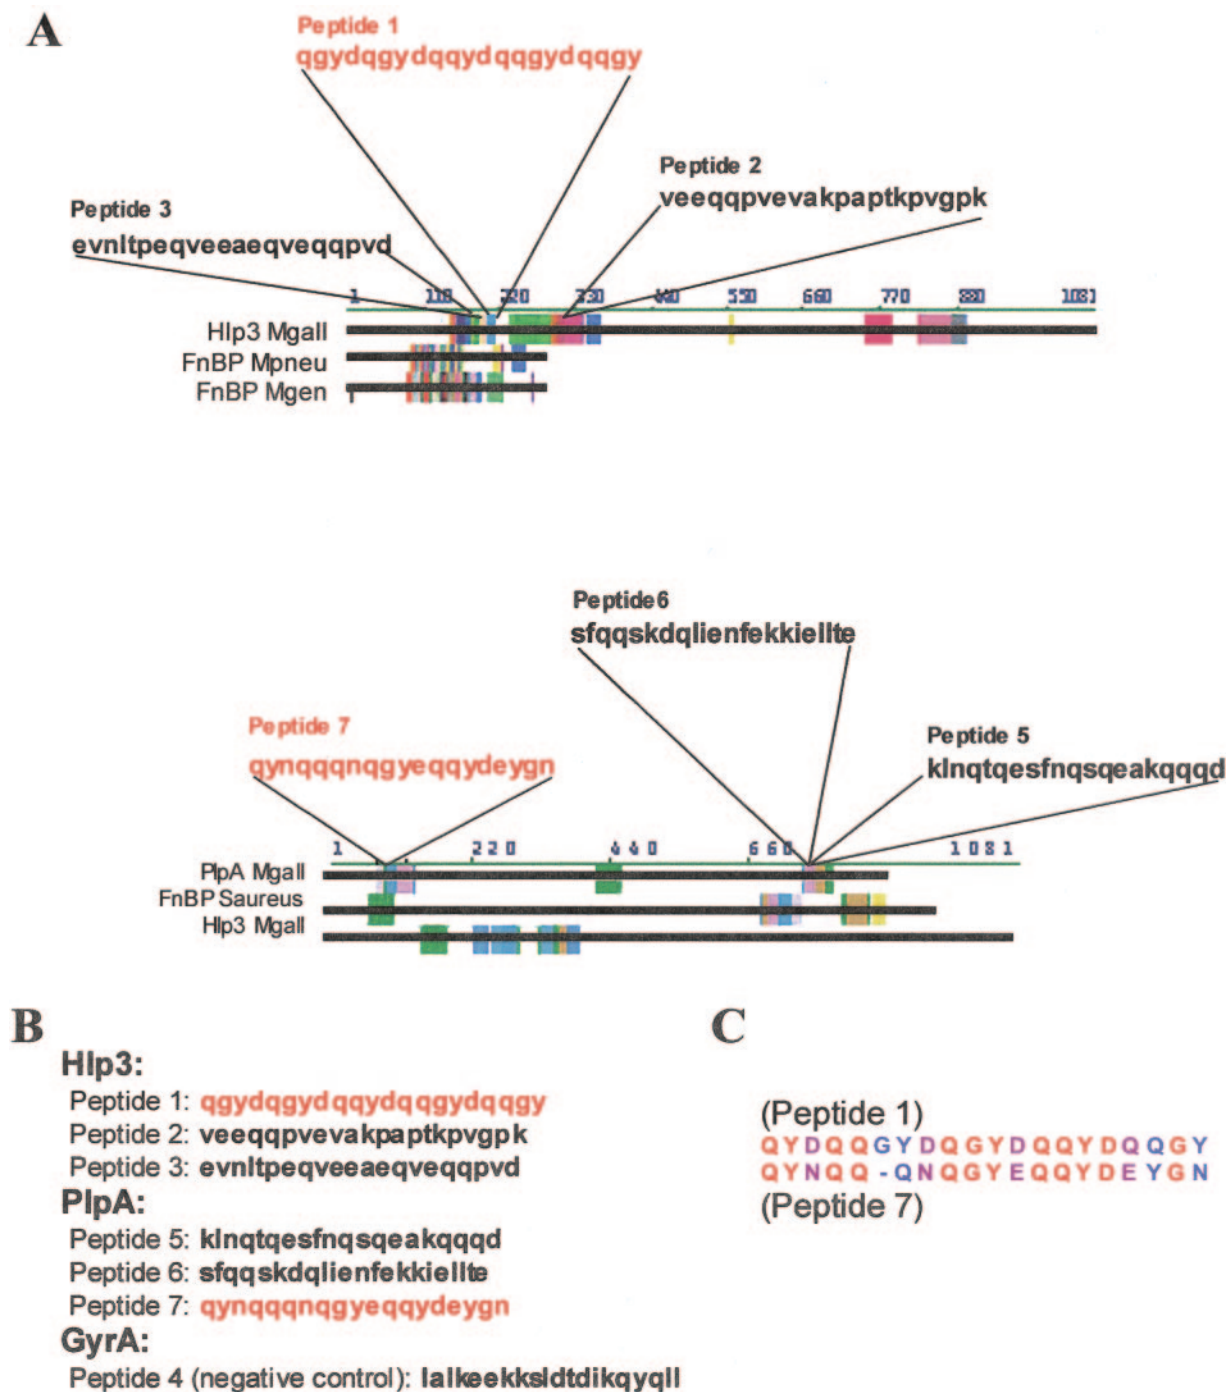 A
Peptide 1
qgydqgydqqydqqgydqqgy
Peptide 2
veeqqpvevakpaptkpvgpk
Peptide 3
evnltpeqveeaeqveqqpvd
1 110 220 330 440 550 660 770 880 1081
Hlp3 Mgall
FnBP Mpneu
FnBP Mgen
Peptide6
sfqqskdqlienfekkiellte
Peptide 7
qynqqqnqgyeqqydeygn
Peptide 5
klnqtqesfnqsqeakqqqd
1 220 440 660 1081
PlpA Mgall
FnBP Saureus
Hlp3 Mgall
B
Hlp3:
Peptide 1: qgydqgydqqydqqgydqqgy
Peptide 2: veeqqpvevakpaptkpvgpk
Peptide 3: evnltpeqveeaeqveqqpvd
PlpA:
Peptide 5: klnqtqesfnqsqeakqqqd
Peptide 6: sfqqskdqlienfekkiellte
Peptide 7: qynqqqnqgyeqqydeygn
GyrA:
Peptide 4 (negative control): lalkeekksidtdikqyqll
C
(Peptide 1)
QYDQQGYDQGYDQQYDQQGY
QYNQQ-QNQGYEQQYDEYGN
(Peptide 7)